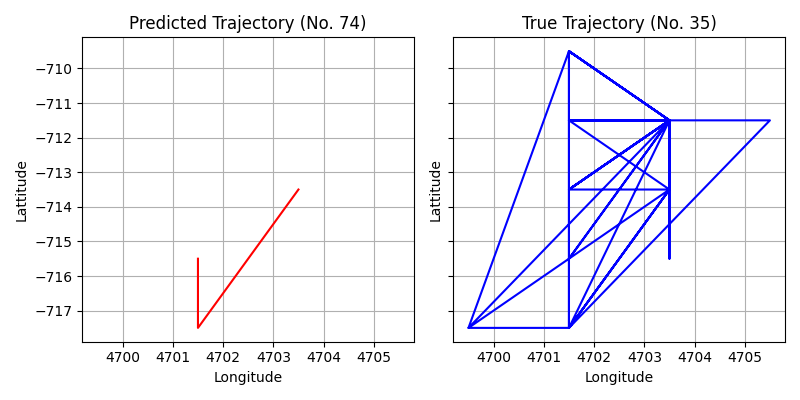 Predicted Trajectory (No. 74)
−710
−711
−712
−713
−714
−715
−716
−717
Lattitude
4700 4701 4702 4703 4704 4705
Longitude
True Trajectory (No. 35)
Lattitude
4700 4701 4702 4703 4704 4705
Longitude